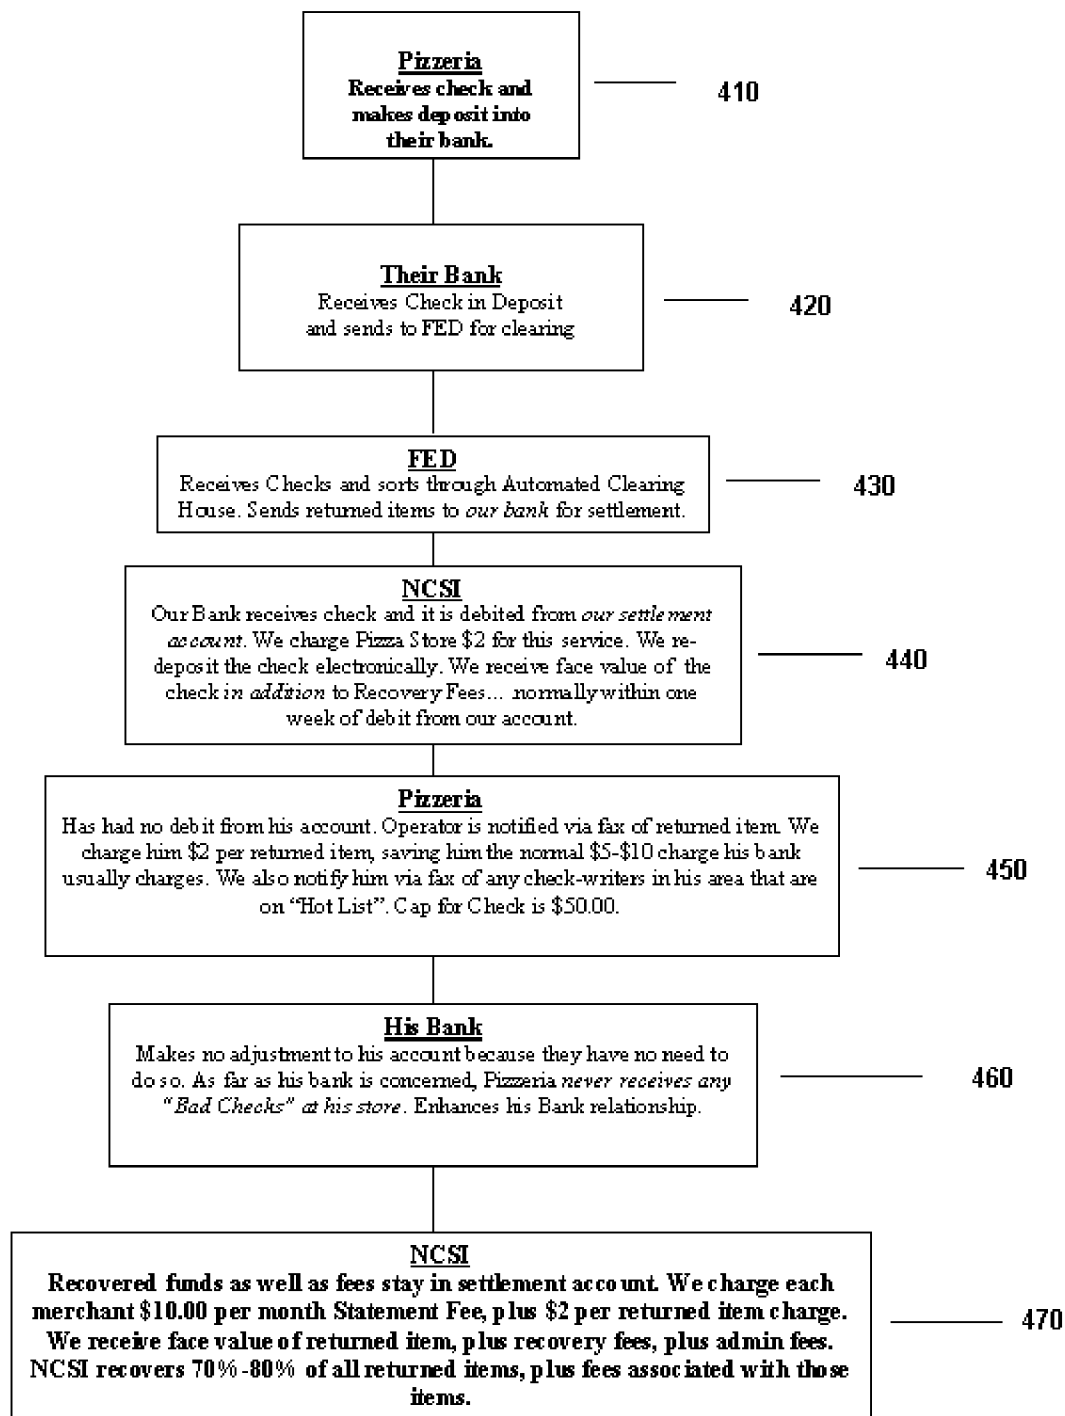 Pizzeria
Receives check and
makes deposit into
their bank.
410
Their Bank
Receives Check in Deposit
and sends to FED for clearing
420
FED
Receives Checks and sorts through Automated Clearing
House. Sends returned items to our bank for settlement.
430
NCSI
Our Bank receives check and it is debited from our settlement
account. We charge Pizza Store $2 for this service. We re-
deposit the check electronically. We receive face value of the
check in addition to Recovery Fees... normally within one
week of debit from our account.
440
Pizzeria
Has had no debit from his account. Operator is notified via fax of returned item. We
charge him $2 per returned item, saving him the normal $5-$10 charge his bank
usually charges. We also notify him via fax of any check-writers in his area that are
on “Hot List”. Cap for Check is $50.00.
450
His Bank
Makes no adjustment to his account because they have no need to
do so. As far as his bank is concerned, Pizzeria never receives any
“Bad Checks” at his store. Enhances his Bank relationship.
460
NCSI
Recovered funds as well as fees stay in settlement account. We charge each
merchant $10.00 per month Statement Fee, plus $2 per returned item charge.
We receive face value of returned item, plus recovery fees, plus admin fees.
NCSI recovers 70%-80% of all returned items, plus fees associated with those
items.
470